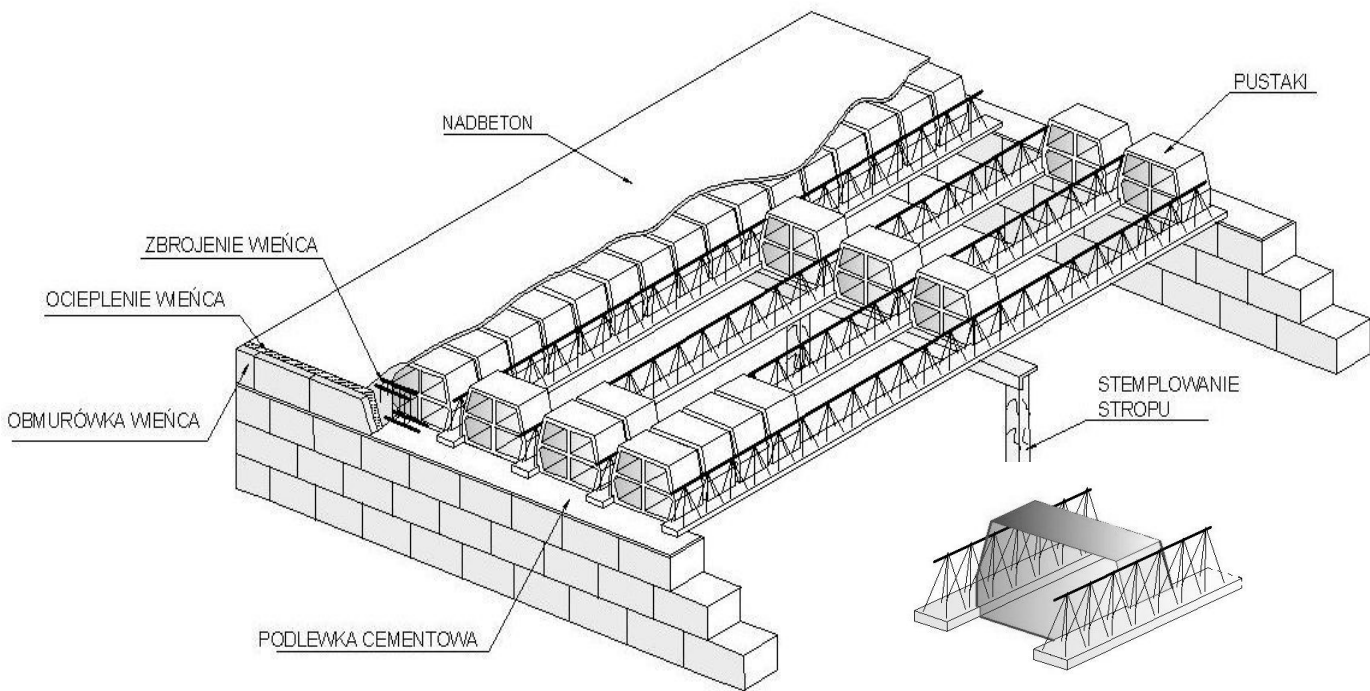 PUSTAKI
NADBETON
ZBROJENIE WIEŃCA
OCIEPLENIE WIEŃCA
OBMURÓWKA WIEŃCA
STEMPLOWANIE
STROPU
PODLEWKA CEMENTOWA